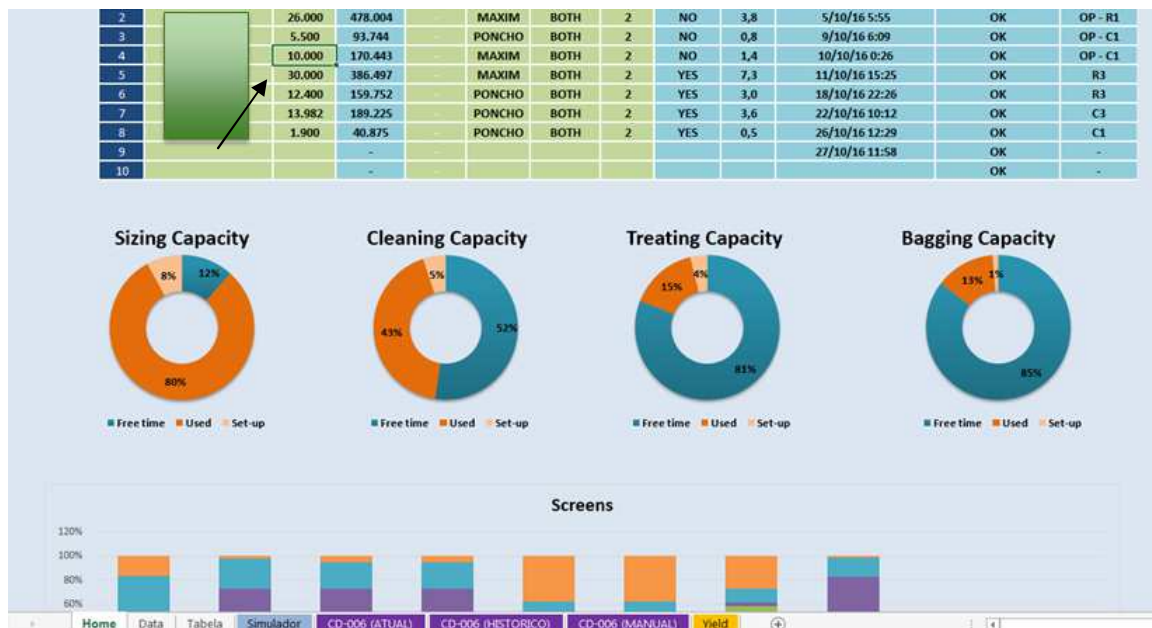 2 26.000 478.004 - MAXIM BOTH 2 NO 3,8 5/10/16 5:55 OK OP - R1
3 5.500 93.744 - PONCHO BOTH 2 NO 0,8 9/10/16 6:09 OK OP - C1
4 10.000 170.443 - MAXIM BOTH 2 NO 1,4 10/10/16 0:26 OK OP - C1
5 30.000 386.497 - MAXIM BOTH 2 YES 7,3 11/10/16 15:25 OK R3
6 12.400 159.752 - PONCHO BOTH 2 YES 3,0 18/10/16 22:26 OK R3
7 13.982 189.225 - PONCHO BOTH 2 YES 3,6 22/10/16 10:12 OK C3
8 1.900 40.875 - PONCHO BOTH 2 YES 0,5 26/10/16 12:29 OK C1
9 - - 27/10/16 11:58 OK -
10 - - OK -
Sizing Capacity Cleaning Capacity Treating Capacity Bagging Capacity
8% 12% 5% 4% 15% 13% 1%
43% 52%
80% 81% 85%
Free time Used Set-up Free time Used Set-up Free time Used Set-up Free time Used Set-up
Screens
120%
100%
80%
60%
Home Data Tabela Simulador CD-006 (ATUAL) CD-006 (HISTORICO) CD-006 (MANUAL) Yield